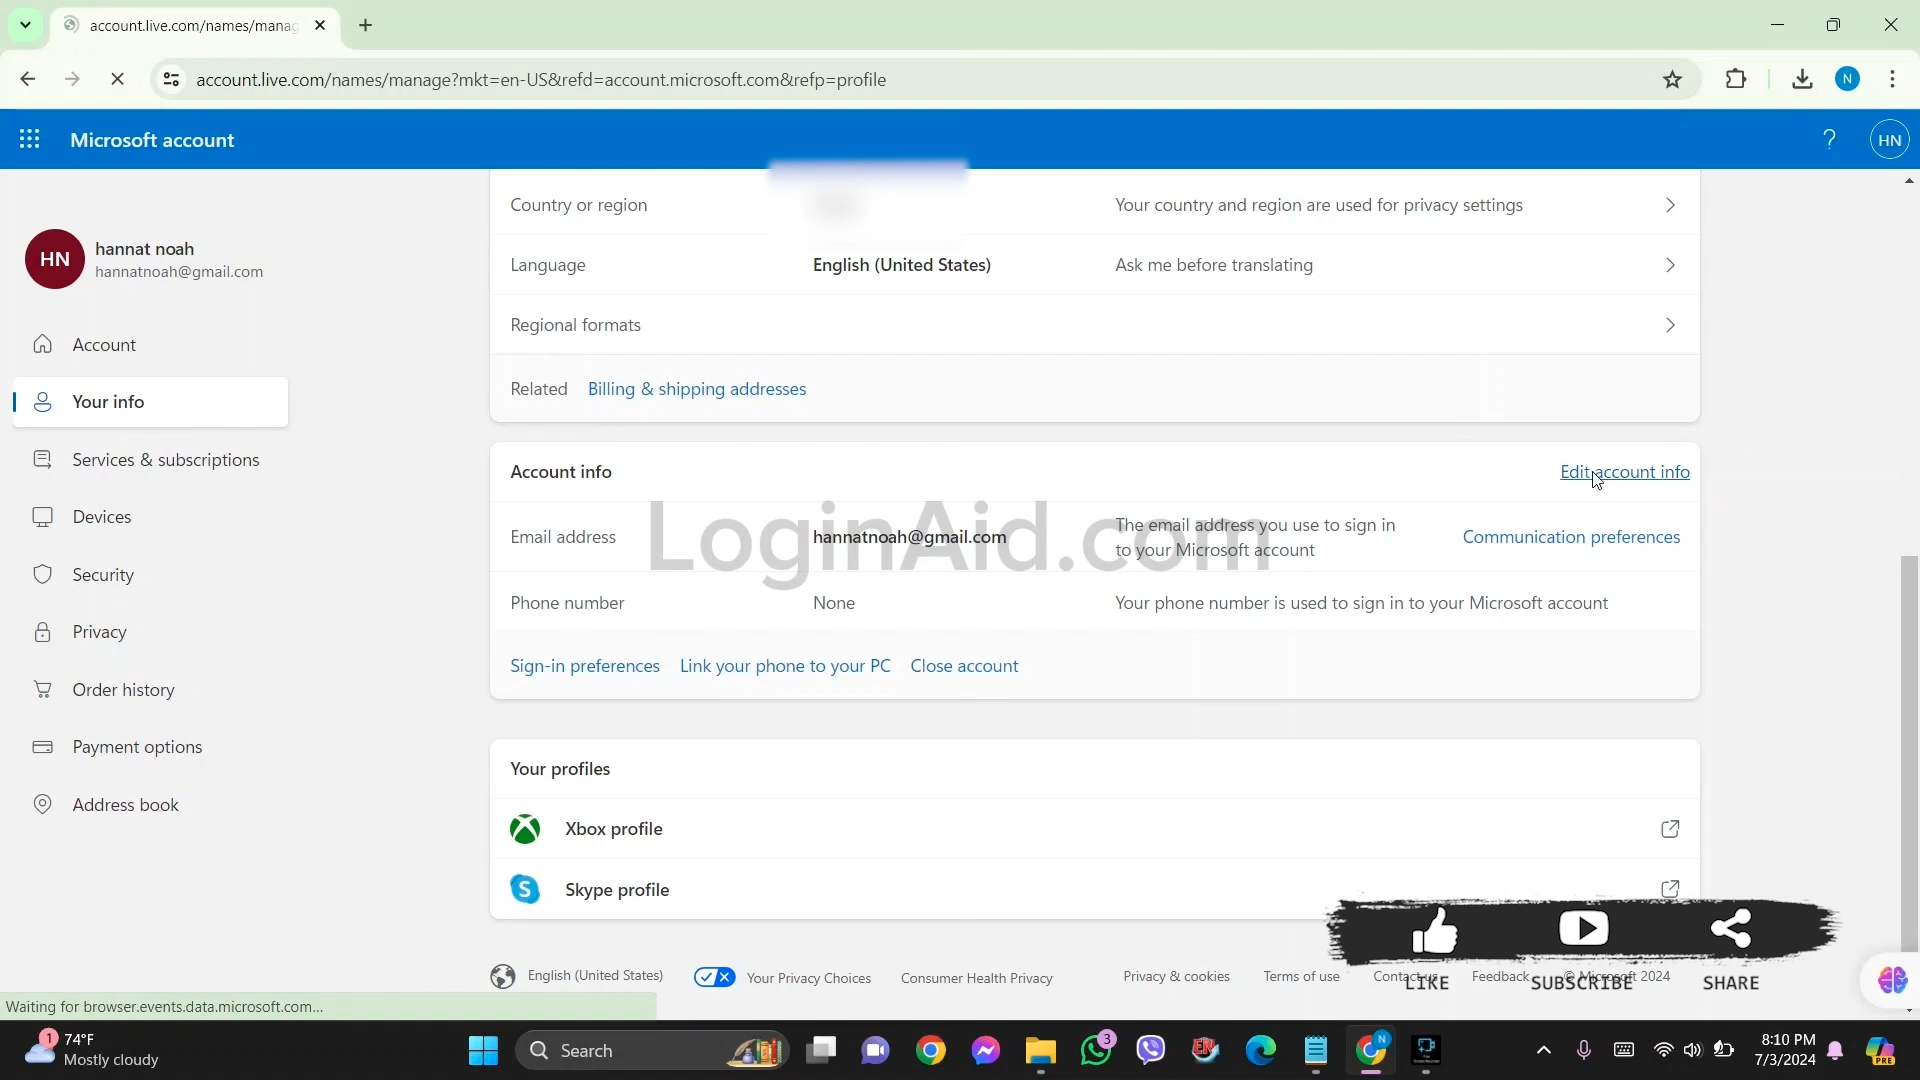 account.live.com/names/manag
account.live.com/names/manage?mkt=en-US&refd=account.microsoft.com&refp=profile
N
Microsoft account
?
HN
HN
hannat noah
hannatnoah@gmail.com
Account
Your info
Services & subscriptions
Devices
Security
Privacy
Order history
Payment options
Address book
Country or region
Your country and region are used for privacy settings
Language
English (United States)
Ask me before translating
Regional formats
Related
Billing & shipping addresses
Account info
Edit account info
Email address
hannatnoah@gmail.com
The email address you use to sign in
to your Microsoft account
Communication preferences
LoginAid.com
Phone number
None
Your phone number is used to sign in to your Microsoft account
Sign-in preferences
Link your phone to your PC
Close account
Your profiles
Xbox profile
Skype profile
English (United States)
Your Privacy Choices
Consumer Health Privacy
Privacy & cookies
Terms of use
Contact us
Feedback
© Microsoft 2024
LIKE
SUBSCRIBE
SHARE
Waiting for browser.events.data.microsoft.com...
1
74°F
Mostly cloudy
Search
3
EN
N
8:10 PM
7/3/2024
PRE